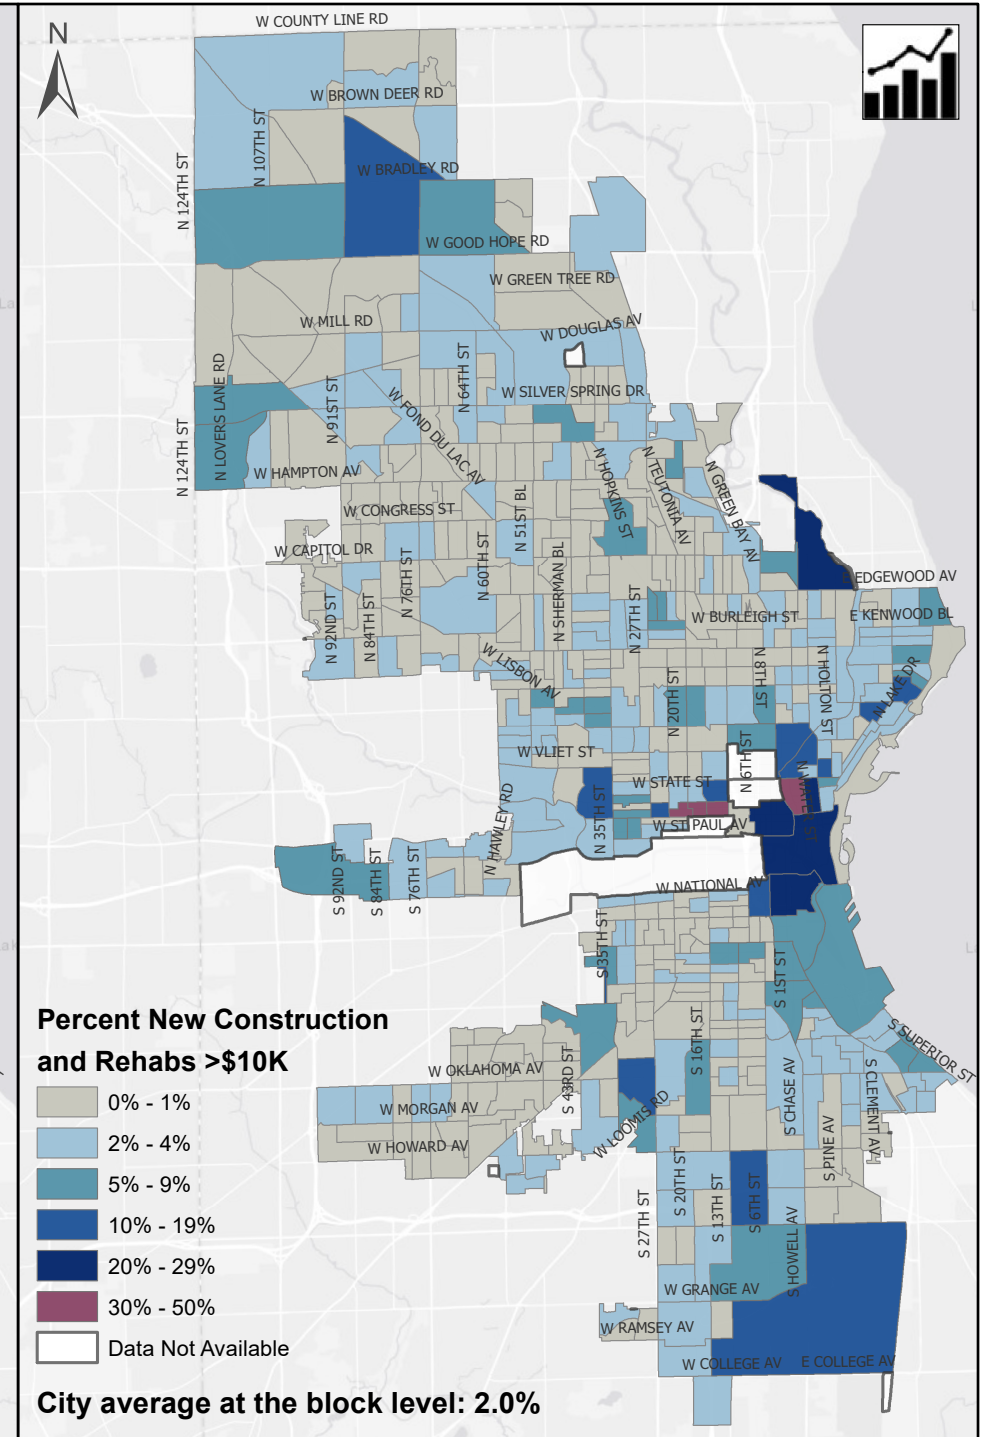 W COUNTY LINE RD
N
W BROWN DEER RD
N 107TH ST
W BRADLEY RD
N 124TH ST
W GOOD HOPE RD
W GREEN TREE RD
W MILL RD
W DOUGLAS AV
N LOVERS LANE RD
N 91ST ST
N 64TH ST
W FOND DU LAC AV
W SILVER SPRING DR
N 124TH ST
W HAMPTON AV
N HOPKINS ST
N TEUTONIA AV
N GREEN BAY AV
W CONGRESS ST
N 51ST BL
W CAPITOL DR
N 76TH ST
N 60TH ST
N SHERMAN BL
E EDGEWOOD AV
N 92ND ST
N 84TH ST
N 27TH ST
W BURLEIGH ST
E KENWOOD BL
W LISBON AV
N 20TH ST
N 8TH ST
N HOLTON ST
N LAKE DR
W VLIET ST
N 6TH ST
W STATE ST
N WATER ST
N HAWLEY RD
N 35TH ST
W ST PAUL AV
S 92ND ST
S 84TH ST
S 76TH ST
W NATIONAL AV
S 35TH ST
S 1ST ST
S 16TH ST
S SUPERIOR ST
W OKLAHOMA AV
S 43RD ST
S CHASE AV
S CLEMENT AV
W MORGAN AV
W LOOMIS RD
W HOWARD AV
S PINE AV
S 20TH ST
S 13TH ST
S 6TH ST
S 27TH ST
S HOWELL AV
W GRANGE AV
W RAMSEY AV
W COLLEGE AV
E COLLEGE AV
Percent New Construction
and Rehabs >$10K
0% - 1%
2% - 4%
5% - 9%
10% - 19%
20% - 29%
30% - 50%
Data Not Available
City average at the block level: 2.0%